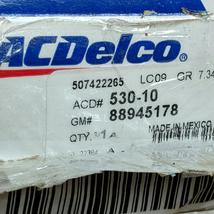 ACDelco
507422265 LC09 GR 7.34
ACD# 530-10
GM# 88945178
QTY. 1
MADE IN MEXICO